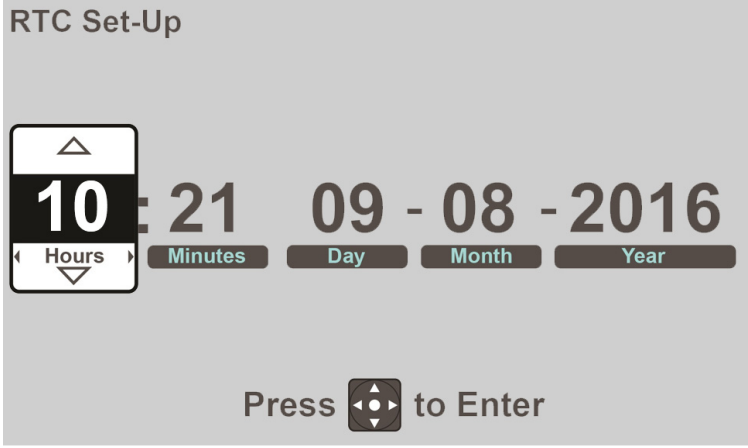 RTC Set-Up
10 : 21 09 - 08 - 2016
Hours Minutes Day Month Year
Press to Enter